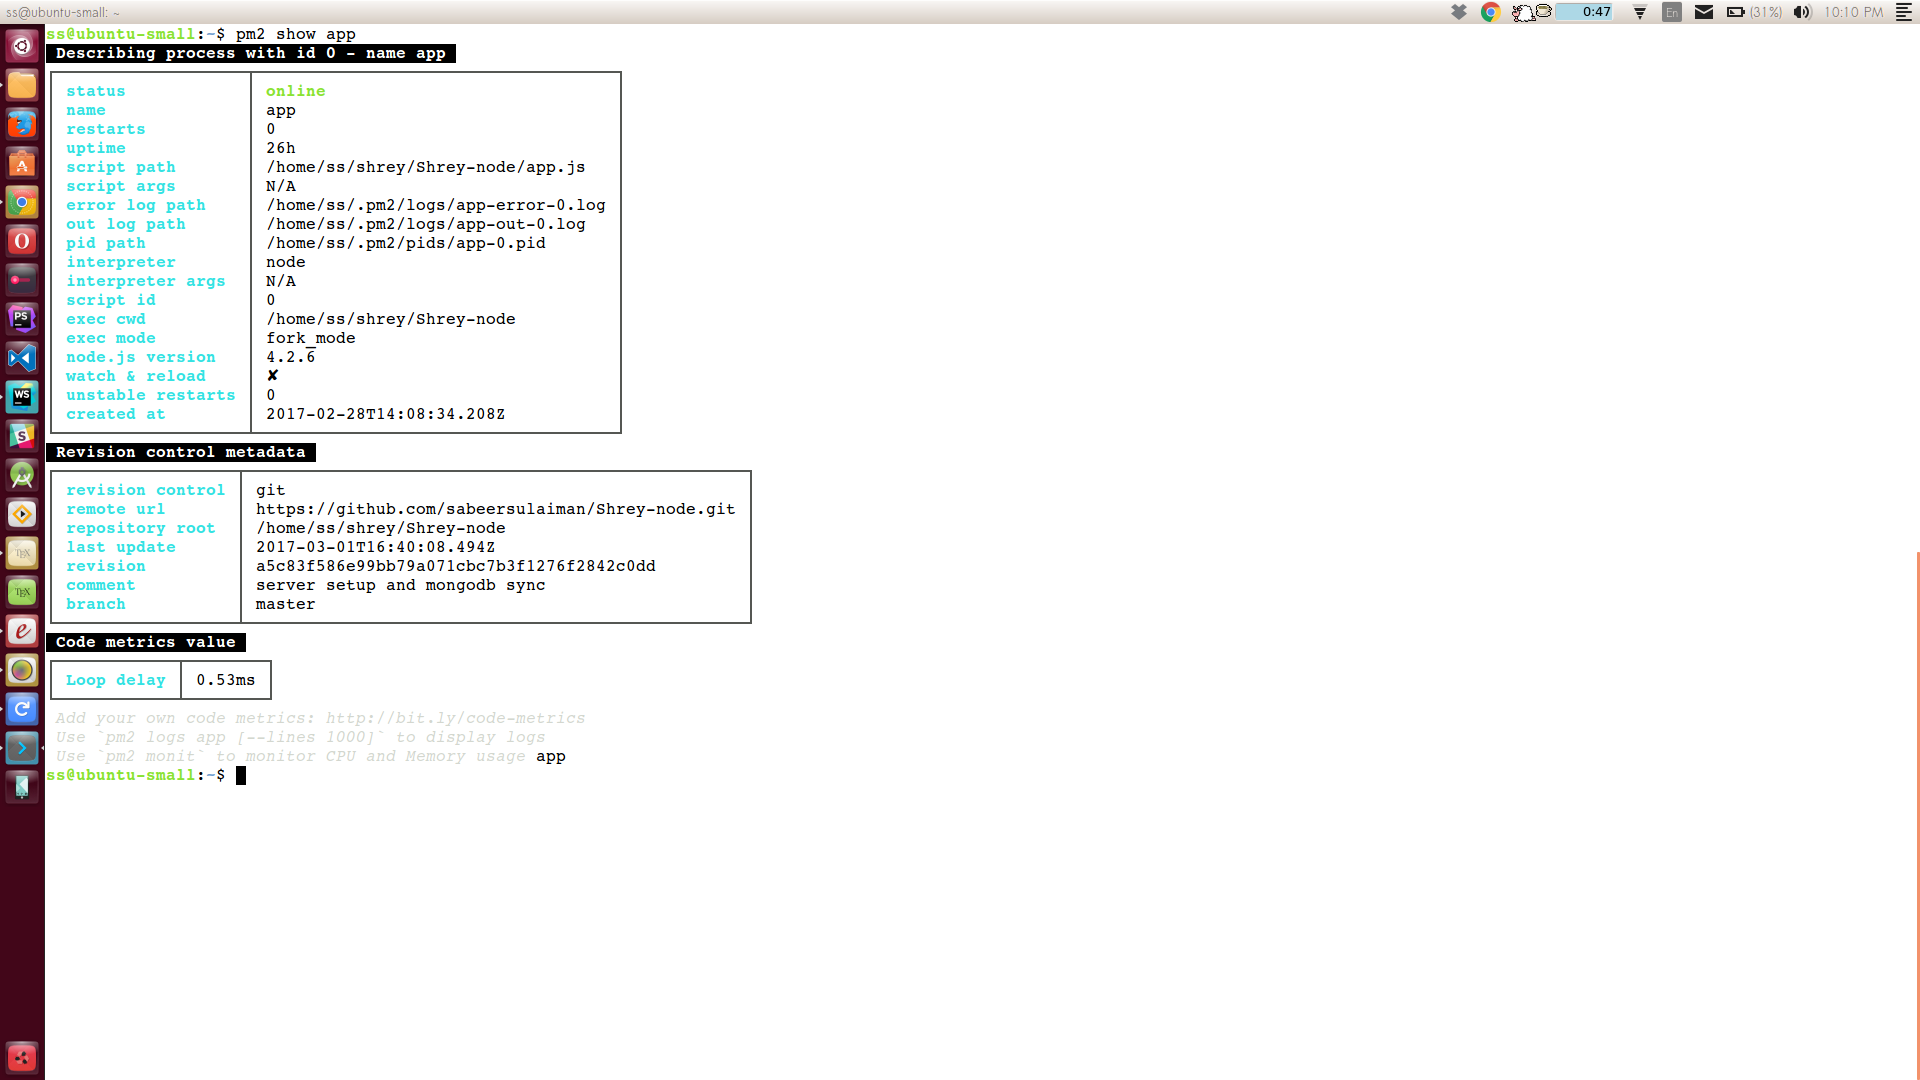 ss@ubuntu-small: ~
0:47
En
(31%)
10:10 PM
ss@ubuntu-small:~$ pm2 show app
Describing process with id 0 - name app
status online
name app
restarts 0
uptime 26h
script path /home/ss/shrey/Shrey-node/app.js
script args N/A
error log path /home/ss/.pm2/logs/app-error-0.log
out log path /home/ss/.pm2/logs/app-out-0.log
pid path /home/ss/.pm2/pids/app-0.pid
interpreter node
interpreter args N/A
script id 0
exec cwd /home/ss/shrey/Shrey-node
exec mode fork_mode
node.js version 4.2.6
watch & reload ✘
unstable restarts 0
created at 2017-02-28T14:08:34.208Z
Revision control metadata
revision control git
remote url https://github.com/sabeersulaiman/Shrey-node.git
repository root /home/ss/shrey/Shrey-node
last update 2017-03-01T16:40:08.494Z
revision a5c83f586e99bb79a071cbc7b3f1276f2842c0dd
comment server setup and mongodb sync
branch master
Code metrics value
Loop delay 0.53ms
Add your own code metrics: http://bit.ly/code-metrics
Use `pm2 logs app [--lines 1000]` to display logs
Use `pm2 monit` to monitor CPU and Memory usage app
ss@ubuntu-small:~$
PS
WS
TEX
TEX